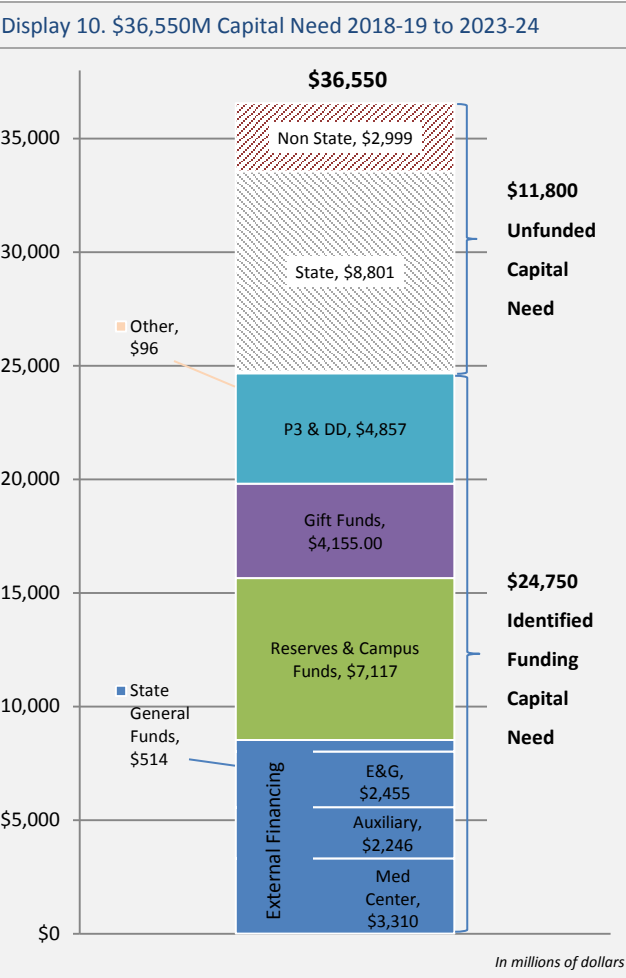 Display 10. $36,550M Capital Need 2018-19 to 2023-24
$36,550
35,000
Non State, $2,999
$11,800
Unfunded
Capital
Need
30,000
State, $8,801
Other,
$96
25,000
P3 & DD, $4,857
20,000
Gift Funds,
$4,155.00
15,000
$24,750
Identified
Funding
Capital
Need
Reserves & Campus
Funds, $7,117
10,000
State
General
Funds,
$514
External Financing
E&G,
$2,455
$5,000
Auxiliary,
$2,246
Med
Center,
$3,310
$0
In millions of dollars